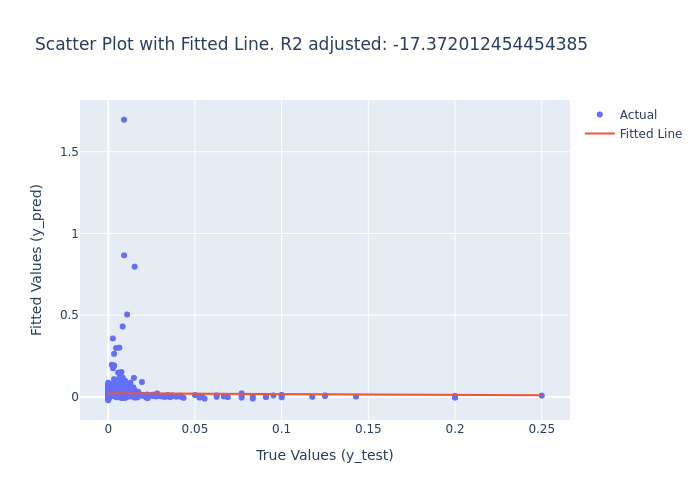 Scatter Plot with Fitted Line. R2 adjusted: -17.372012454454385
Actual
Fitted Line
1.5
1
0.5
0
Fitted Values (y_pred)
0
0.05
0.1
0.15
0.2
0.25
True Values (y_test)